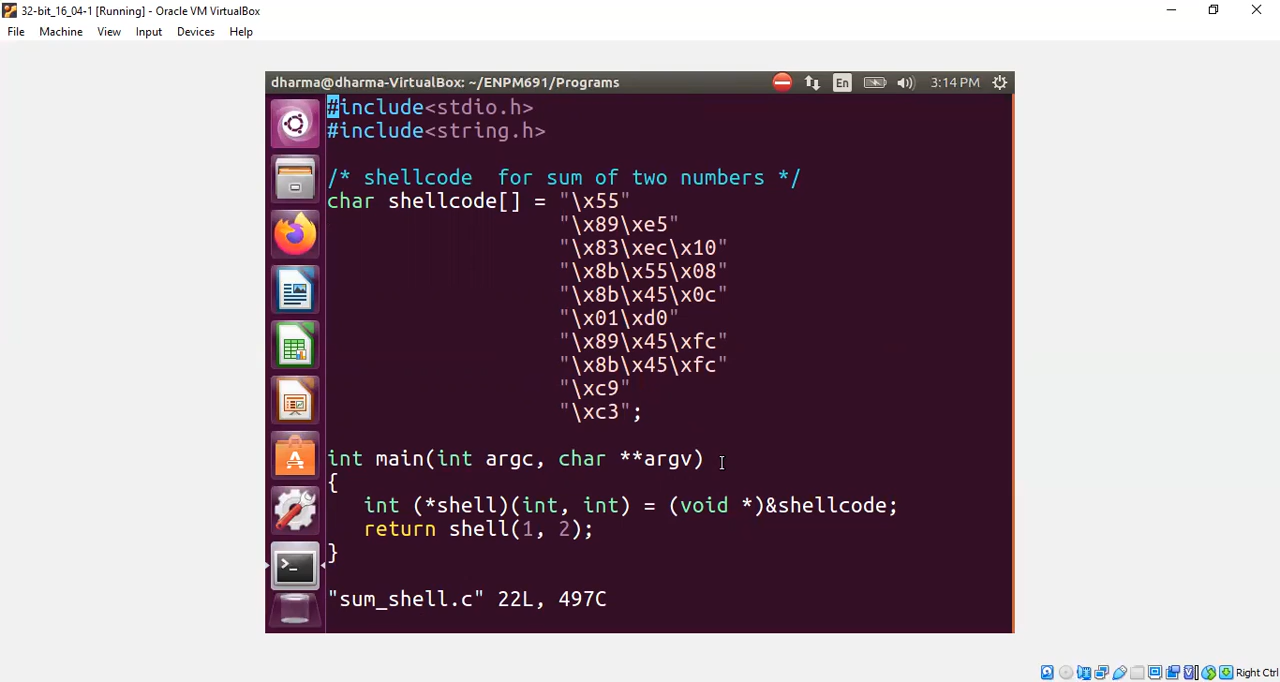 32-bit_16_04-1 [Running] - Oracle VM VirtualBox
File Machine View Input Devices Help
dharma@dharma-VirtualBox: ~/ENPM691/Programs En 3:14 PM
#include<stdio.h>
#include<string.h>
/* shellcode  for sum of two numbers */
char shellcode[] = "\x55"
"\x89\xe5"
"\x83\xec\x10"
"\x8b\x55\x08"
"\x8b\x45\x0c"
"\x01\xd0"
"\x89\x45\xfc"
"\x8b\x45\xfc"
"\xc9"
"\xc3";
int main(int argc, char **argv)
{
int (*shell)(int, int) = (void *)&shellcode;
return shell(1, 2);
}
"sum_shell.c" 22L, 497C
Right Ctrl